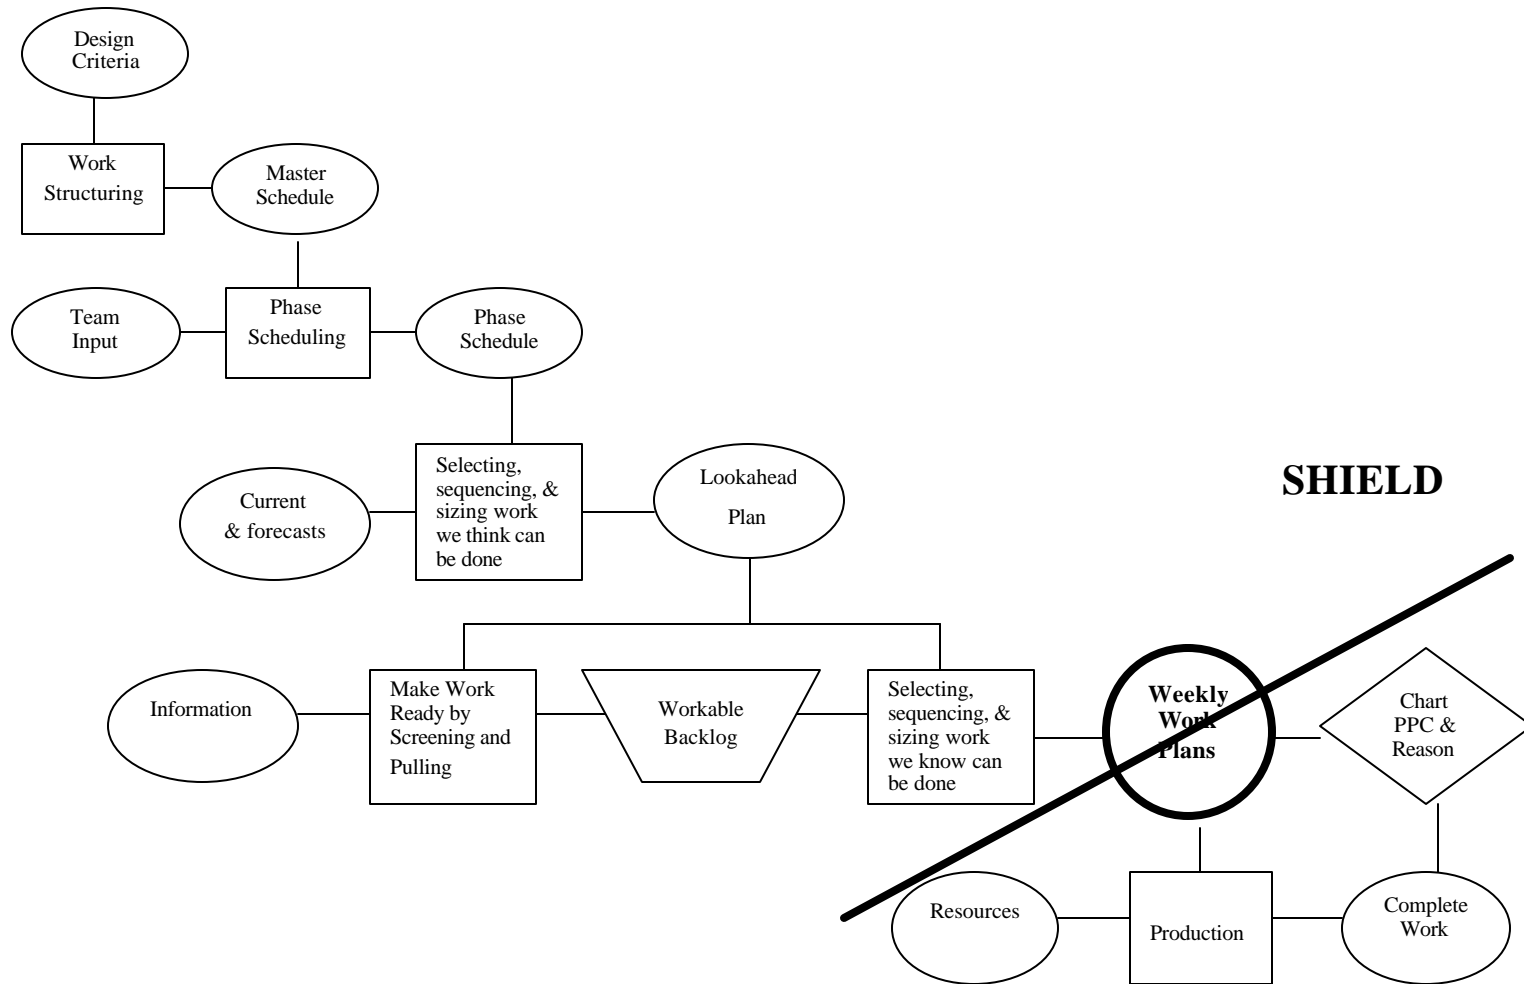 Design
Criteria
Work
Structuring
Master
Schedule
Team
Input
Phase
Scheduling
Phase
Schedule
Current
& forecasts
Selecting,
sequencing, &
sizing work
we think can
be done
Lookahead
Plan
SHIELD
Information
Make Work
Ready by
Screening and
Pulling
Workable
Backlog
Selecting,
sequencing, &
sizing work
we know can
be done
Weekly
Work
Plans
Chart
PPC &
Reason
Resources
Production
Complete
Work